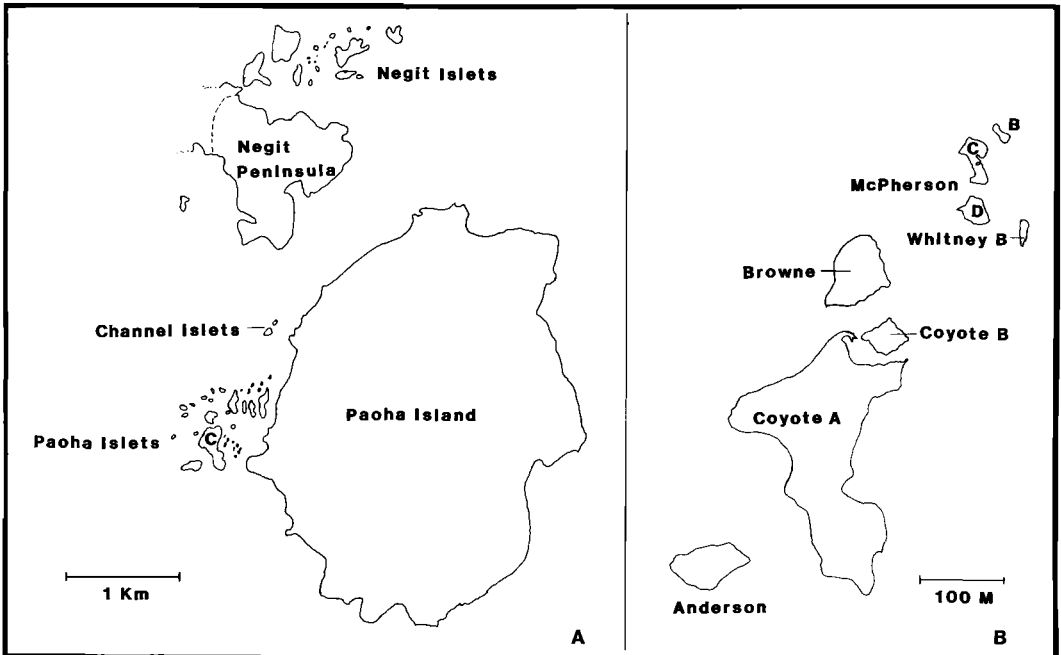 Negit Islets
Negit
Peninsula
Channel Islets
Paoha Island
Paoha Islets
C
1 Km
A
B
C
McPherson
D
Whitney B
Browne
Coyote B
Coyote A
Anderson
100 M
B